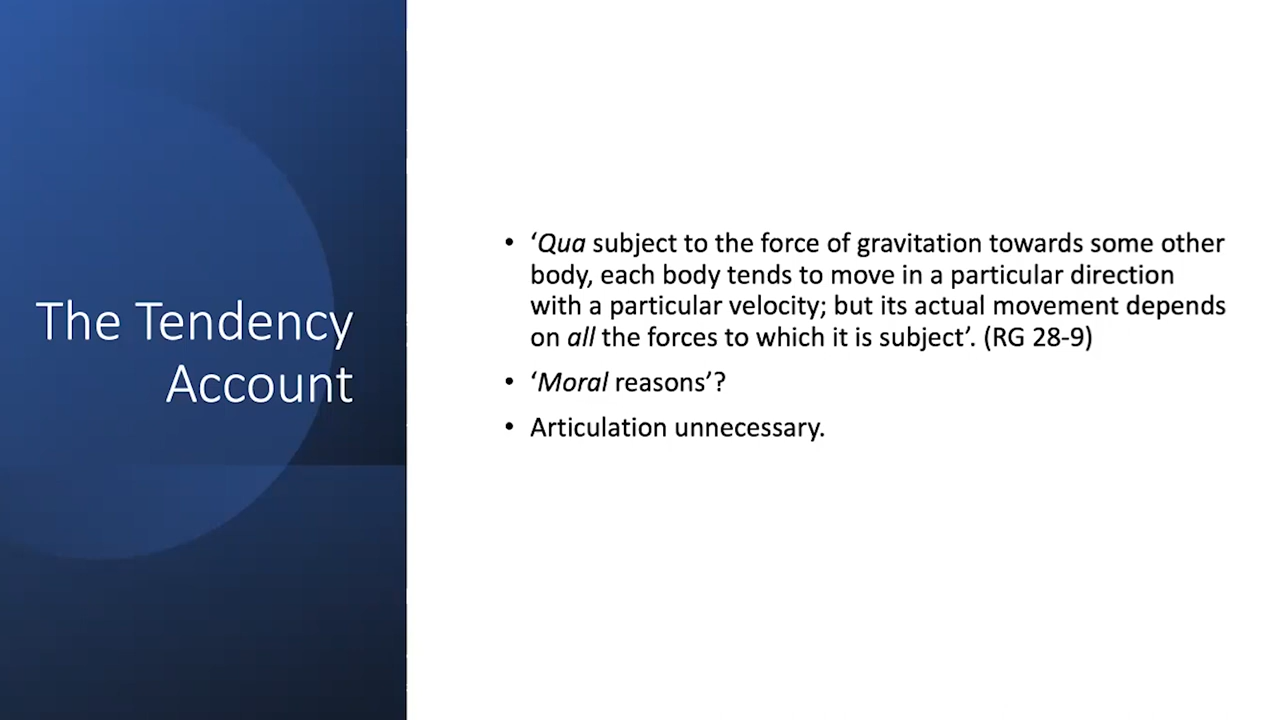 The Tendency
Account
• ‘Qua subject to the force of gravitation towards some other
body, each body tends to move in a particular direction
with a particular velocity; but its actual movement depends
on all the forces to which it is subject’. (RG 28-9)
• ‘Moral reasons’?
• Articulation unnecessary.